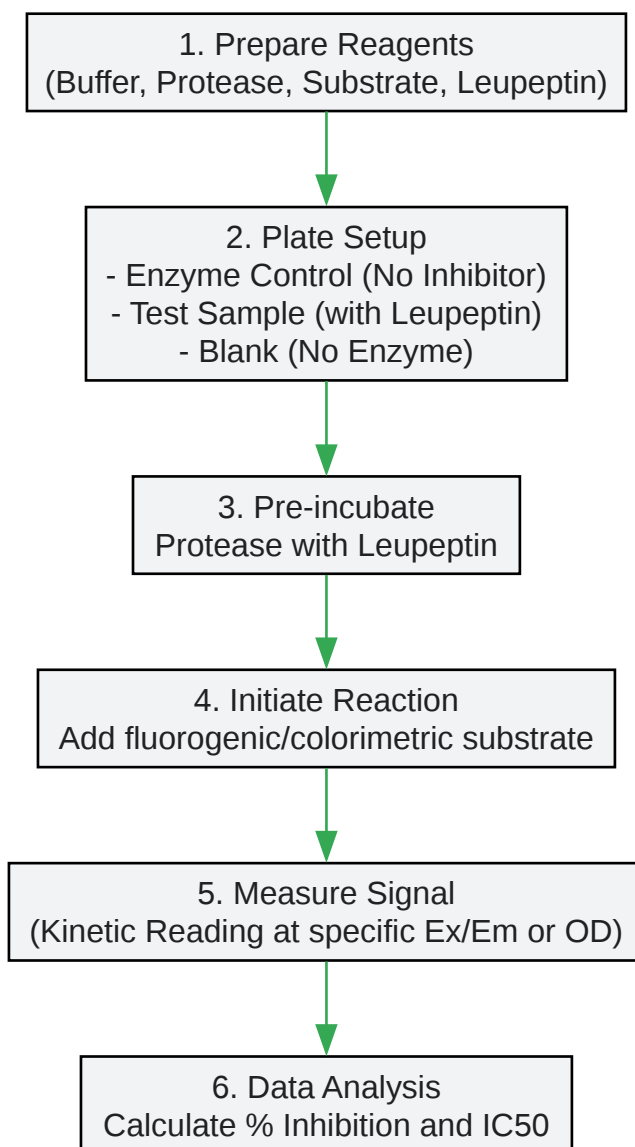 1. Prepare Reagents
(Buffer, Protease, Substrate, Leupeptin)
2. Plate Setup
- Enzyme Control (No Inhibitor)
- Test Sample (with Leupeptin)
- Blank (No Enzyme)
3. Pre-incubate
Protease with Leupeptin
4. Initiate Reaction
Add fluorogenic/colorimetric substrate
5. Measure Signal
(Kinetic Reading at specific Ex/Em or OD)
6. Data Analysis
Calculate % Inhibition and IC50